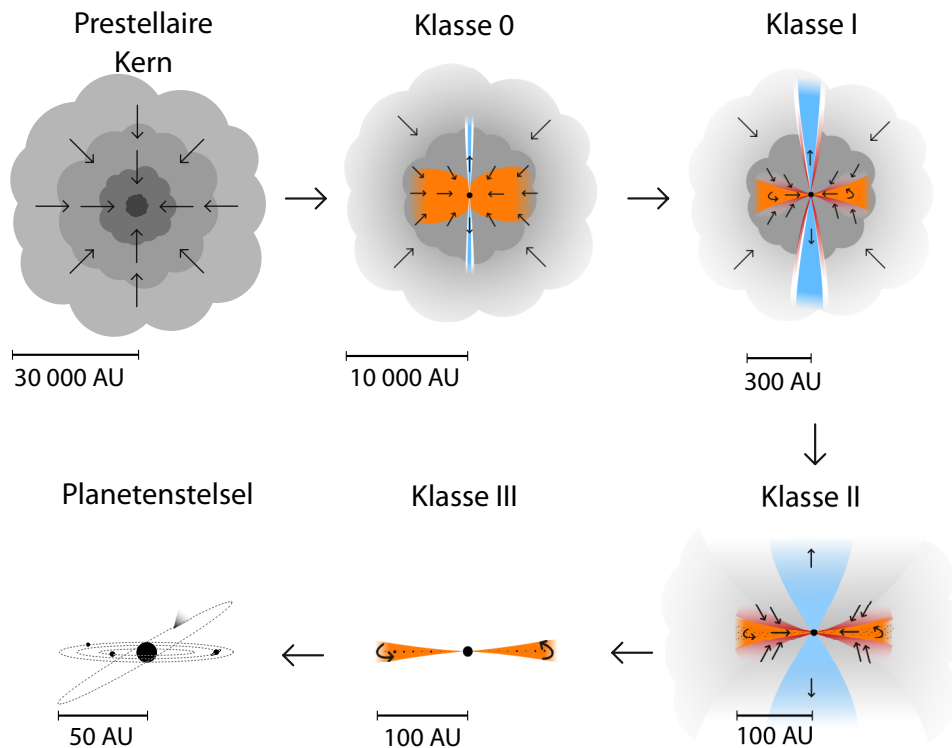 Prestellaire
Kern
Klasse 0
Klasse I
30 000 AU
10 000 AU
300 AU
Planetenstelsel
Klasse III
Klasse II
50 AU
100 AU
100 AU